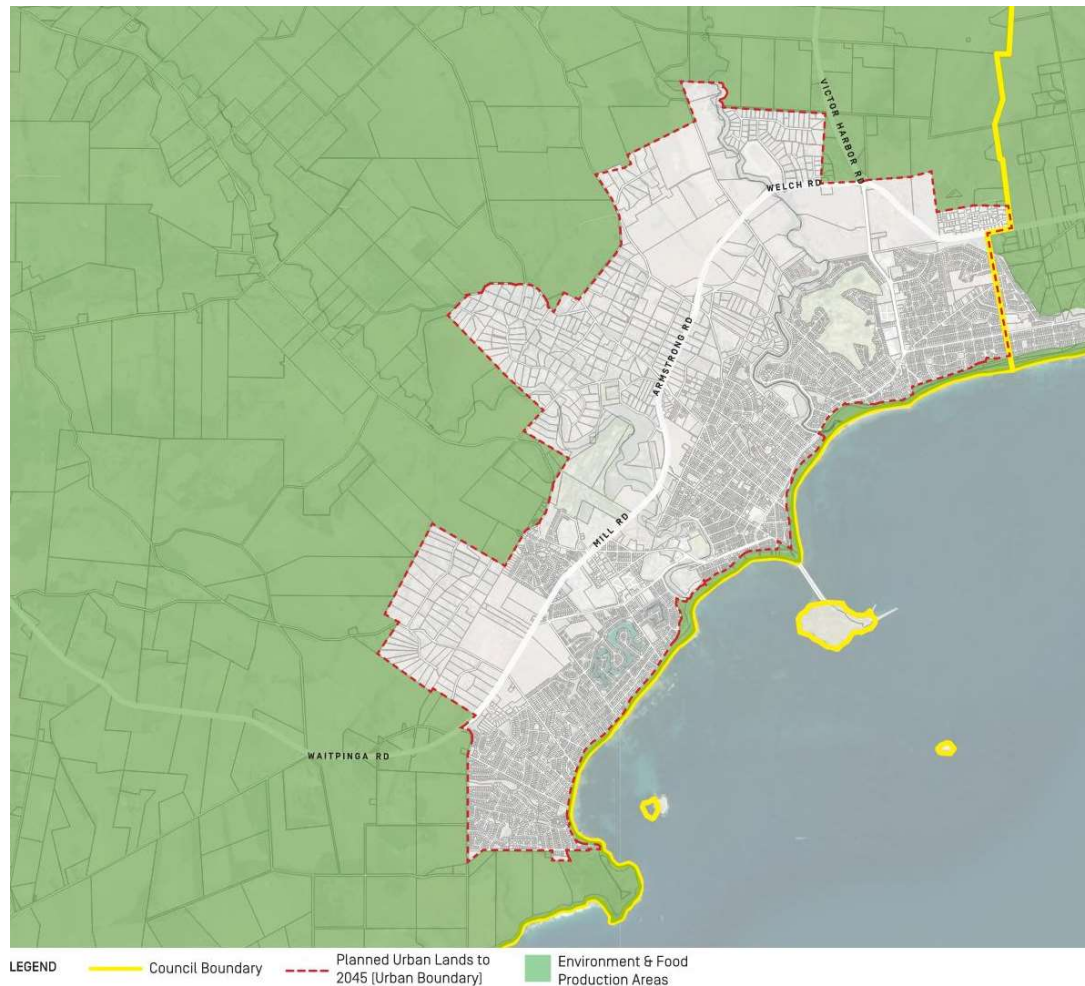 VICTOR HARBOR RD
WELCH RD
ARMSTRONG RD
MILL RD
WAITPINGA RD
LEGEND
Council Boundary
Planned Urban Lands to
2045 [Urban Boundary]
Environment & Food
Production Areas